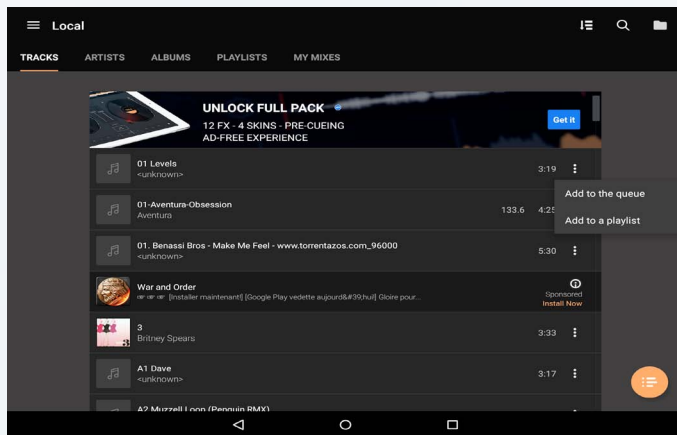 Local
TRACKS ARTISTS ALBUMS PLAYLISTS MY MIXES
UNLOCK FULL PACK
12 FX - 4 SKINS - PRE-CUEING
AD-FREE EXPERIENCE
Get it
01 Levels
<unknown>
3:19
Add to the queue
Add to a playlist
01-Aventura-Obsession
Aventura
133.6 4:25
01. Benassi Bros - Make Me Feel - www.torrentazos.com_96000
<unknown>
5:30
War and Order
☞ ☞ ☞ [Installer maintenant] [Google Play vedette aujourd&#39;hui] Gloire pour...
Sponsored
Install Now
3
Britney Spears
3:33
A1 Dave
<unknown>
3:17
A2 Muzzell Loop (Penguin RMX)